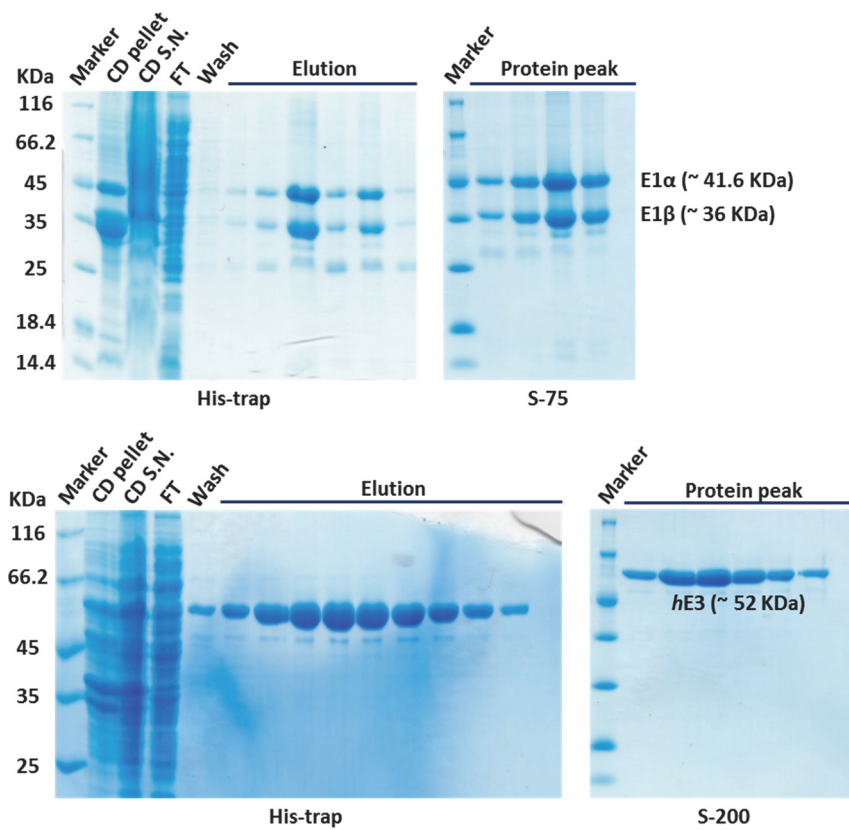 KDa
Marker
CD pellet
CD S.N.
FT
Wash
Elution
116
66.2
45
35
25
18.4
14.4
His-trap
Marker
Protein peak
E1α (~ 41.6 KDa)
E1β (~ 36 KDa)
S-75
KDa
Marker
CD pellet
CD S.N.
FT
Wash
Elution
116
66.2
45
35
25
His-trap
Marker
Protein peak
hE3 (~ 52 KDa)
S-200